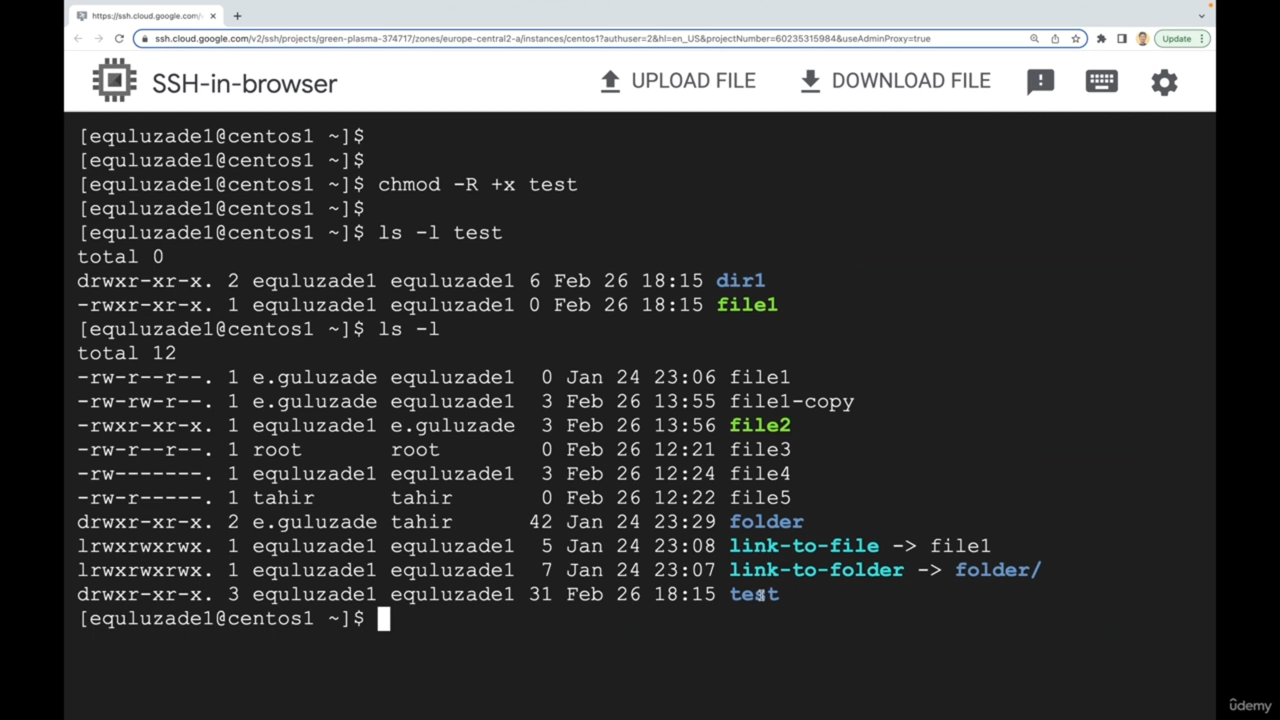 https://ssh.cloud.google.com/v
ssh.cloud.google.com/v2/ssh/projects/green-plasma-374717/zones/europe-central2-a/instances/centos1?authuser=2&hl=en_US&projectNumber=60235315984&useAdminProxy=true
Update
SSH-in-browser
UPLOAD FILE
DOWNLOAD FILE
[equluzade1@centos1 ~]$
[equluzade1@centos1 ~]$
[equluzade1@centos1 ~]$ chmod -R +x test
[equluzade1@centos1 ~]$
[equluzade1@centos1 ~]$ ls -l test
total 0
drwxr-xr-x. 2 equluzade1 equluzade1 6 Feb 26 18:15 dir1
-rwxr-xr-x. 1 equluzade1 equluzade1 0 Feb 26 18:15 file1
[equluzade1@centos1 ~]$ ls -l
total 12
-rw-r--r--. 1 e.guluzade equluzade1  0 Jan 24 23:06 file1
-rw-rw-r--. 1 e.guluzade equluzade1  3 Feb 26 13:55 file1-copy
-rwxr-xr-x. 1 equluzade1 e.guluzade  3 Feb 26 13:56 file2
-rw-r--r--. 1 root       root        0 Feb 26 12:21 file3
-rw-------. 1 equluzade1 equluzade1  3 Feb 26 12:24 file4
-rw-r-----. 1 tahir      tahir       0 Feb 26 12:22 file5
drwxr-xr-x. 2 e.guluzade tahir      42 Jan 24 23:29 folder
lrwxrwxrwx. 1 equluzade1 equluzade1  5 Jan 24 23:08 link-to-file -> file1
lrwxrwxrwx. 1 equluzade1 equluzade1  7 Jan 24 23:07 link-to-folder -> folder/
drwxr-xr-x. 3 equluzade1 equluzade1 31 Feb 26 18:15 test
[equluzade1@centos1 ~]$
ûdemy